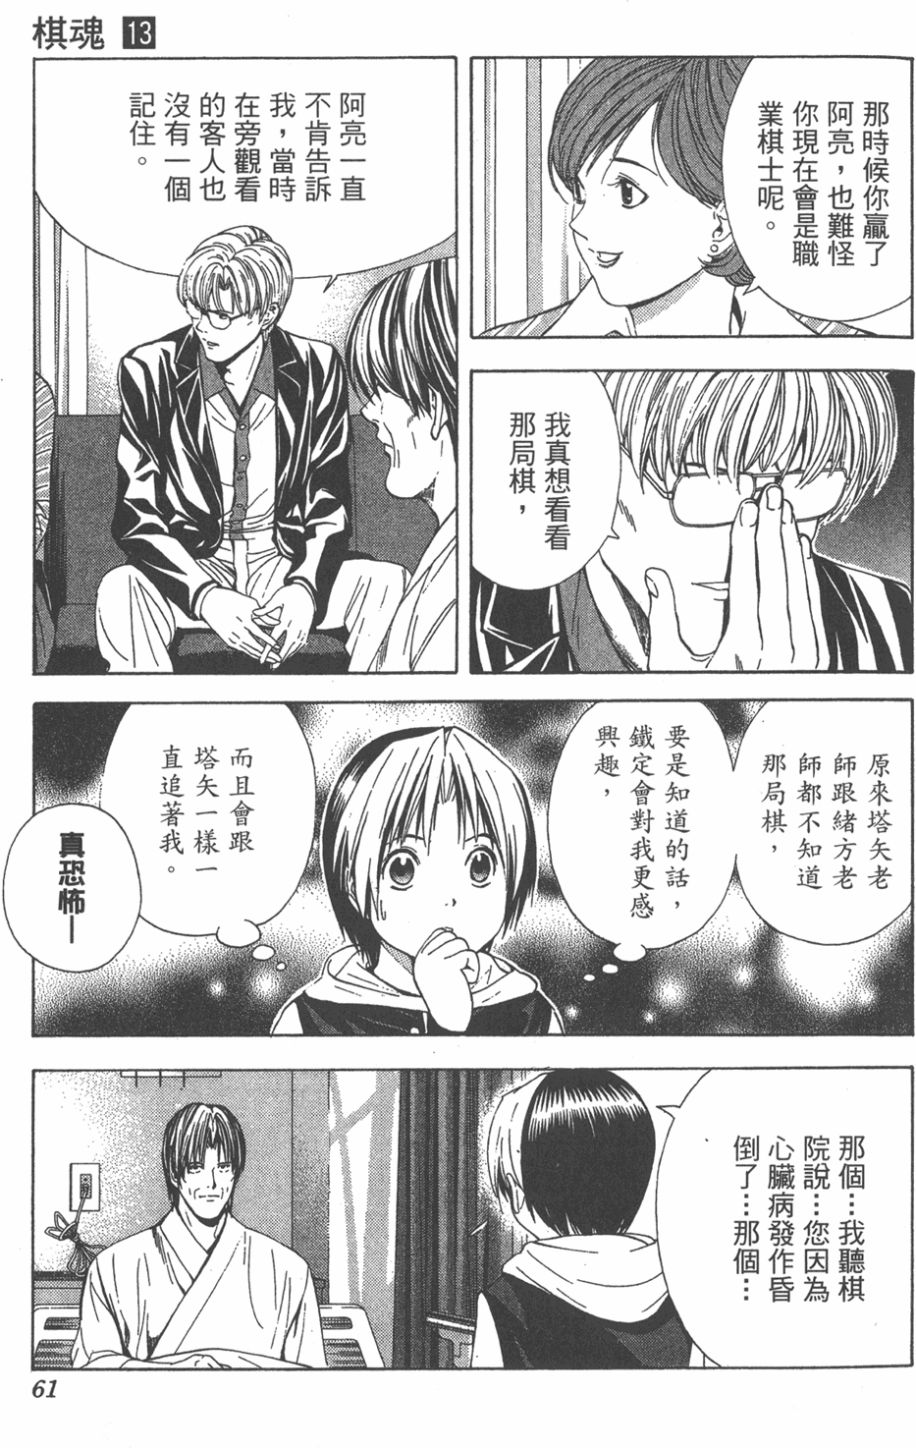 棋魂 13
那時候你贏了
阿亮，也難怪
你現在會是職
業棋士呢。
我真想看看
那局棋，
阿亮一直
不肯告訴
我，當時
在旁觀看
的客人也
沒有一個
記住。
原來塔矢老
師跟緒方老
師都不知道
那局棋，
要是知道的話，
鐵定會對我更感
興趣，
而且會跟
塔矢一樣一
直追著我。
真恐怖—
那個…我聽棋
院說…您因為
心臟病發作昏
倒了…那個…
61